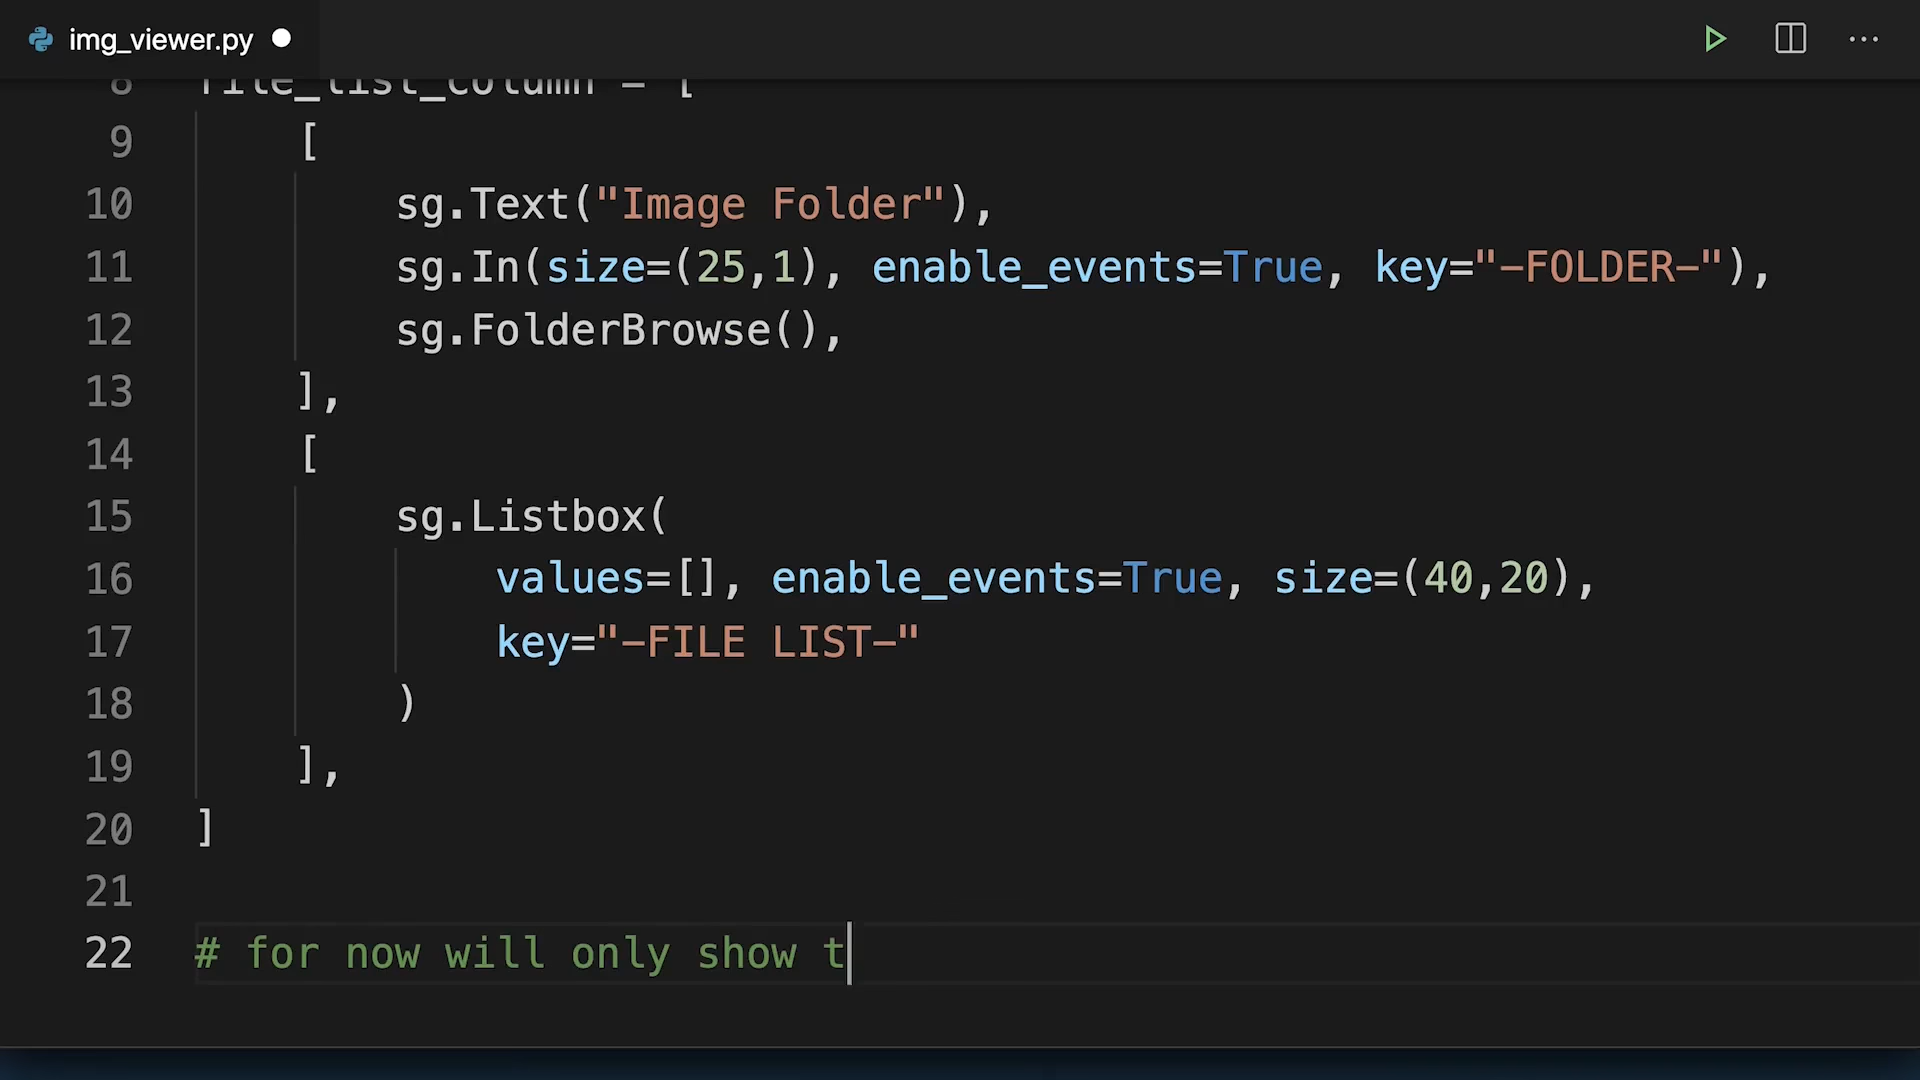 img_viewer.py
8 file_list_column = [
9 [
10 sg.Text("Image Folder"),
11 sg.In(size=(25,1), enable_events=True, key="-FOLDER-"),
12 sg.FolderBrowse(),
13 ],
14 [
15 sg.Listbox(
16 values=[], enable_events=True, size=(40,20),
17 key="-FILE LIST-"
18 )
19 ],
20 ]
21
22 # for now will only show t